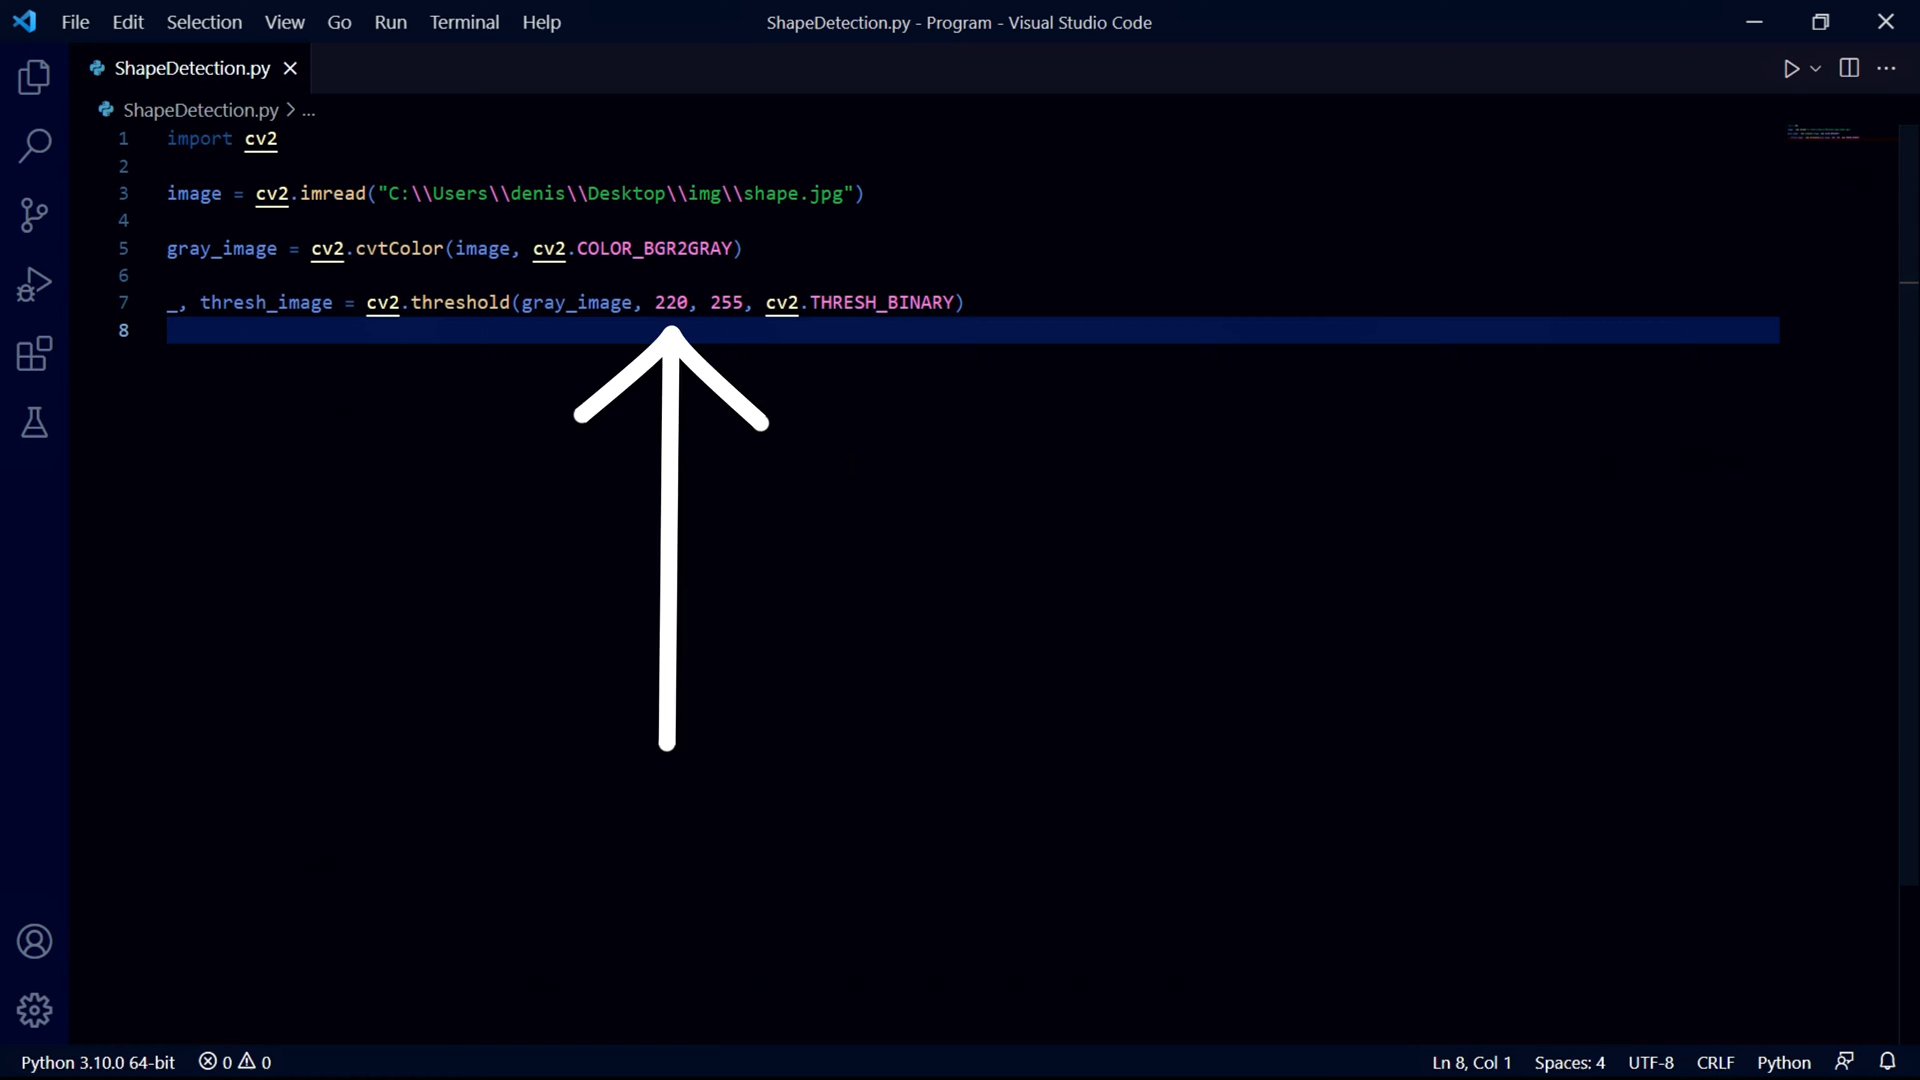 File Edit Selection View Go Run Terminal Help ShapeDetection.py - Program - Visual Studio Code
ShapeDetection.py
ShapeDetection.py > ...
1 import cv2
2
3 image = cv2.imread("C:\\Users\\denis\\Desktop\\img\\shape.jpg")
4
5 gray_image = cv2.cvtColor(image, cv2.COLOR_BGR2GRAY)
6
7 _, thresh_image = cv2.threshold(gray_image, 220, 255, cv2.THRESH_BINARY)
8
Python 3.10.0 64-bit 0 0 Ln 8, Col 1 Spaces: 4 UTF-8 CRLF Python